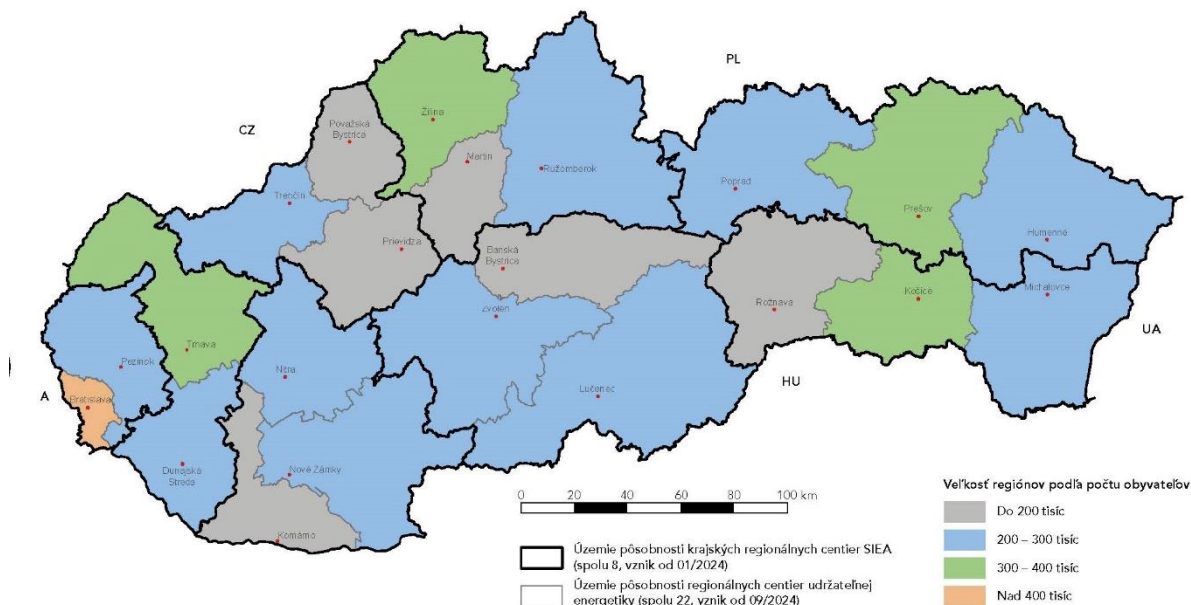 PL
CZ
Považská
Bystrica
Žilina
Martin
Ružomberok
Poprad
Trenčín
Prešov
Prievidza
Humenné
Banská
Bystrica
Michalovce
Košice
Rožňava
Zvolen
UA
Trnava
Pezinok
Nitra
HU
Lučenec
A
Bratislava
Dunajská
Streda
Nové Zámky
Komárno
0 20 40 60 80 100 km
Územie pôsobnosti krajských regionálnych centier SIEA
(spolu 8, vznik od 01/2024)
Územie pôsobnosti regionálnych centier udržateľnej
energetiky (spolu 22, vznik od 09/2024)
Veľkosť regiónov podľa počtu obyvateľov
Do 200 tisíc
200 – 300 tisíc
300 – 400 tisíc
Nad 400 tisíc